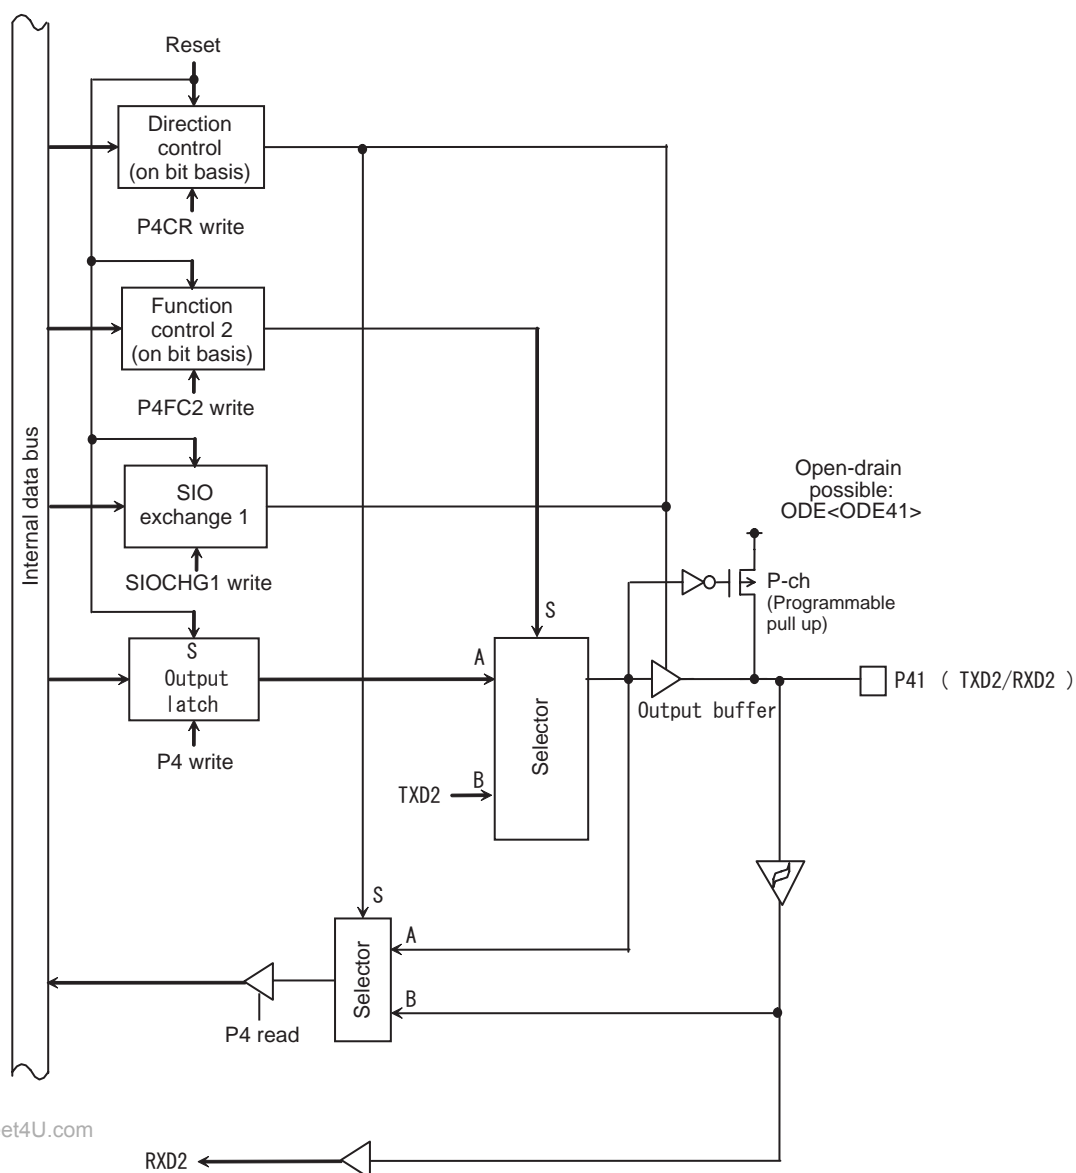 Reset
Direction
control
(on bit basis)
P4CR write
Function
control 2
(on bit basis)
P4FC2 write
Internal data bus
SIO
exchange 1
SIOCHG1 write
Open-drain
possible:
ODE<ODE41>
P-ch
(Programmable
pull up)
S
Output
latch
P4 write
S
A
B
Selector
TXD2
Output buffer
P41 ( TXD2/RXD2 )
S
A
B
Selector
P4 read
et4U.com
RXD2